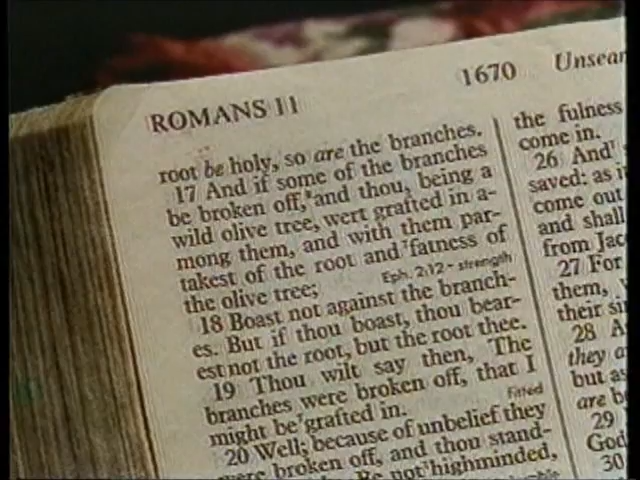 ROMANS 11
1670
root be holy, so are the branches.
17 And if some of the branches
be broken off, and thou, being a
wild olive tree, wert grafted in a-
mong them, and with them par-
takest of the root and fatness of
the olive tree; Eph. 2:12 - strength
18 Boast not against the branch-
es. But if thou boast, thou bear-
est not the root, but the root thee.
19 Thou wilt say then, The
branches were broken off, that I
might be grafted in. Fitted
20 Well; because of unbelief they
were broken off, and thou stand-
Be not highminded,
the fulness
come in.
26 And
saved: as
come out
and shall
from
27 For
them,
their
28
they
but as
are
29
God
30